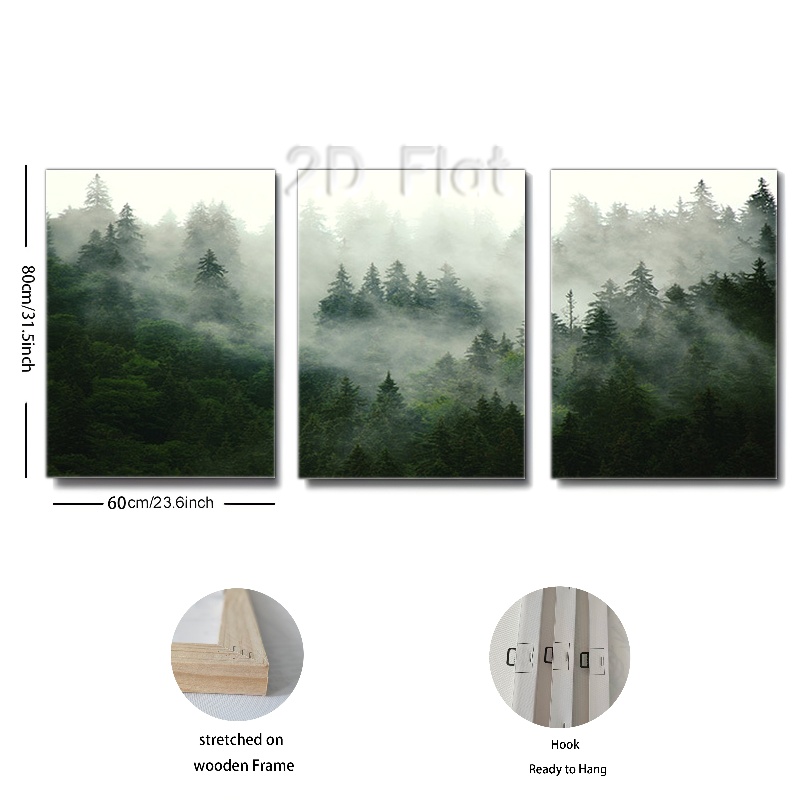 2D Flat
80cm/31.5inch
60cm/23.6inch
stretched on
wooden Frame
Hook
Ready to Hang